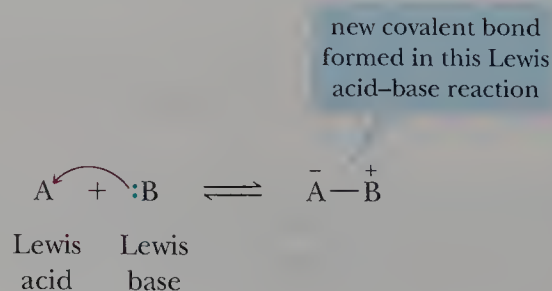 new covalent bond
formed in this Lewis
acid–base reaction
A + :B ⇌ A̅—B⁺
Lewis Lewis
acid base